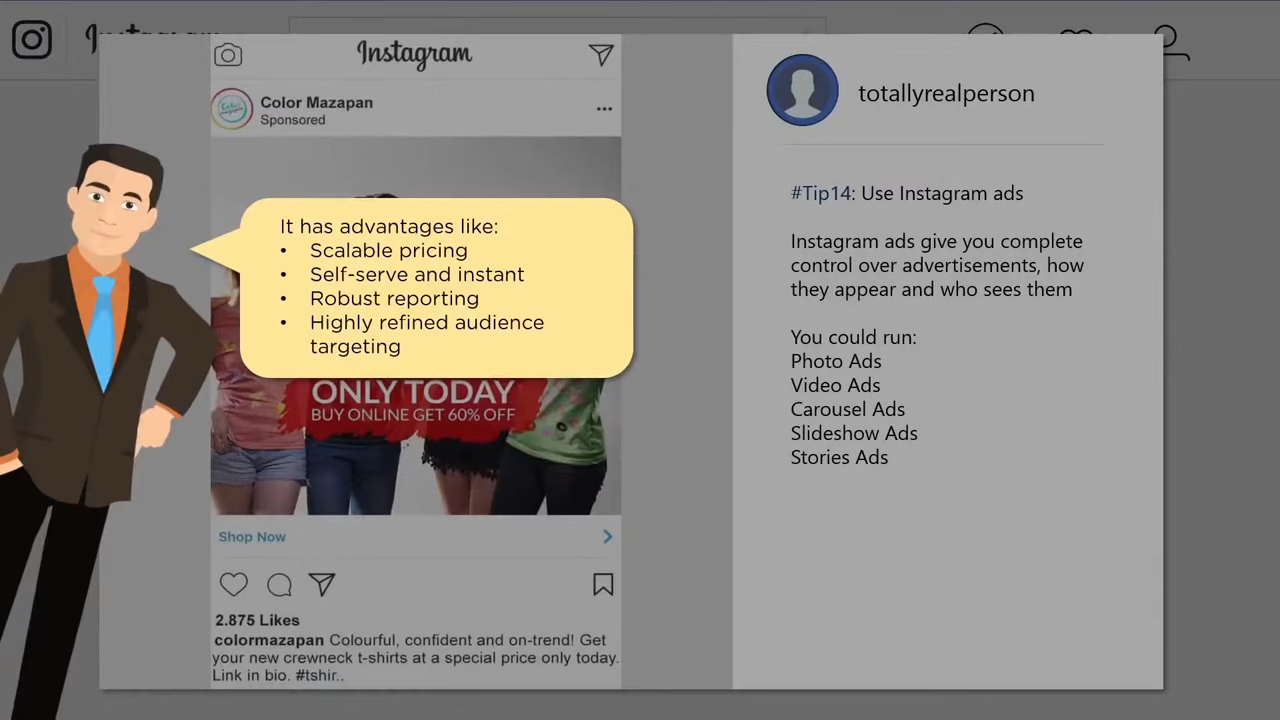 Instagram
Color Mazapan
Sponsored
totallyrealperson
#Tip14: Use Instagram ads
Instagram ads give you complete
control over advertisements, how
they appear and who sees them
You could run:
Photo Ads
Video Ads
Carousel Ads
Slideshow Ads
Stories Ads
It has advantages like:
• Scalable pricing
• Self-serve and instant
• Robust reporting
• Highly refined audience
targeting
ONLY TODAY
BUY ONLINE GET 60% OFF
Shop Now
2.875 Likes
colormazapan Colourful, confident and on-trend! Get
your new crewneck t-shirts at a special price only today.
Link in bio. #tshir..